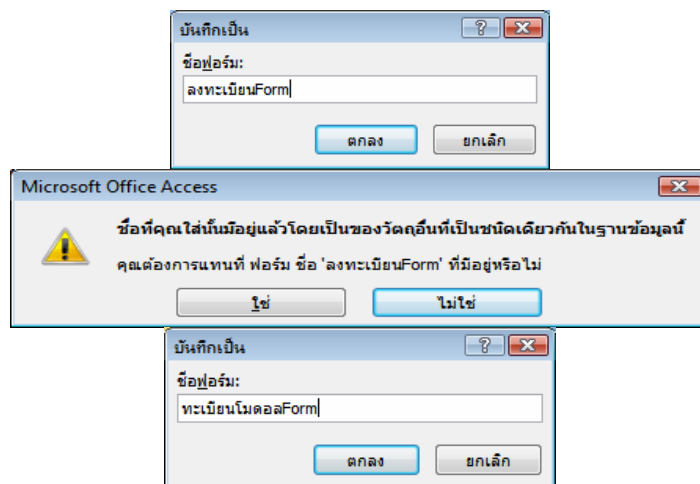 บันทึกเป็น
ชื่อฟอร์ม:
ลงทะเบียนForm
ตกลง
ยกเลิก
Microsoft Office Access
ชื่อที่คุณใส่นั้นมีอยู่แล้วโดยเป็นของวัตถุอื่นที่เป็นชนิดเดียวกันในฐานข้อมูลนี้
คุณต้องการแทนที่ ฟอร์ม ชื่อ 'ลงทะเบียนForm' ที่มีอยู่หรือไม่
ใช่
ไม่ใช่
บันทึกเป็น
ชื่อฟอร์ม:
ทะเบียนโมดอลForm
ตกลง
ยกเลิก